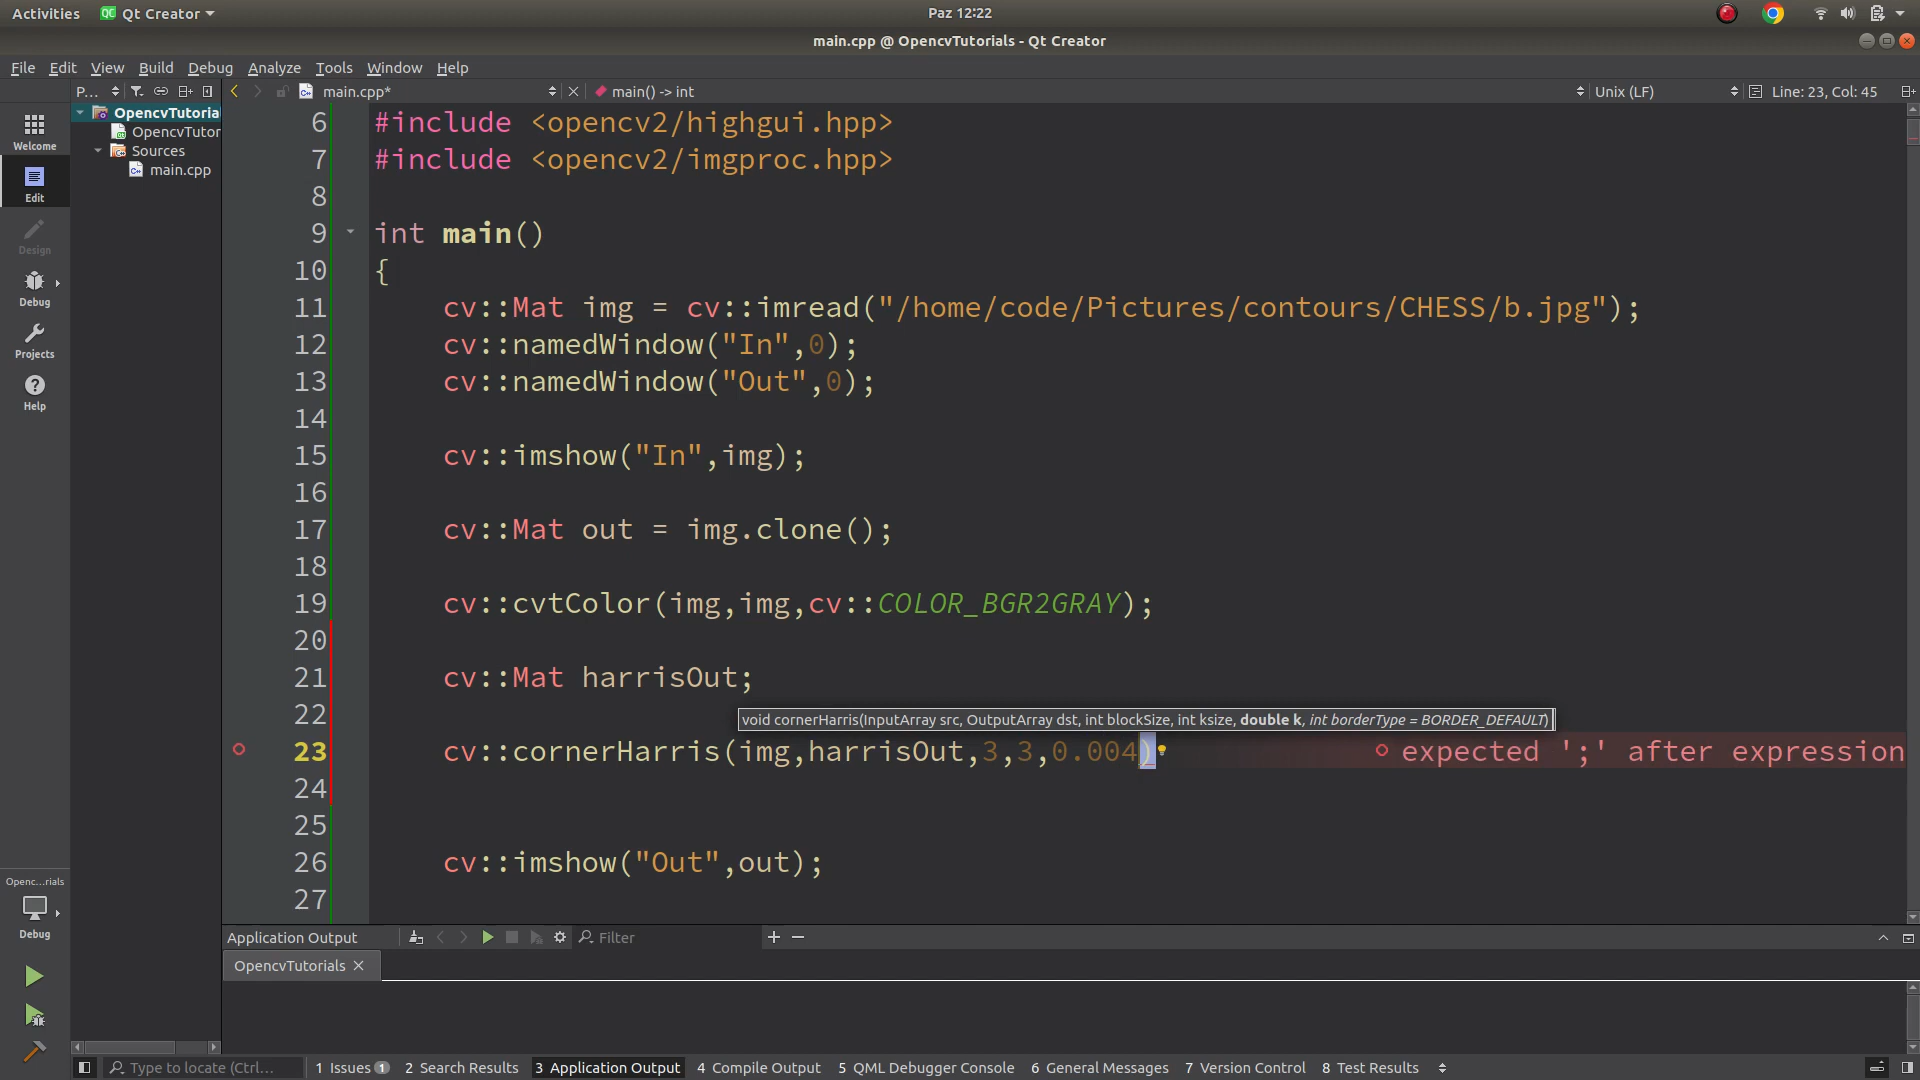 Activities Qt Creator Paz 12:22
main.cpp @ OpencvTutorials - Qt Creator
File Edit View Build Debug Analyze Tools Window Help
P... main.cpp* main() -> int Unix (LF) Line: 23, Col: 45
OpencvTutoria
OpencvTutor
Sources
main.cpp
Welcome
Edit
Design
Debug
Projects
Help
6 #include <opencv2/highgui.hpp>
7 #include <opencv2/imgproc.hpp>
8
9 int main()
10 {
11 cv::Mat img = cv::imread("/home/code/Pictures/contours/CHESS/b.jpg");
12 cv::namedWindow("In",0);
13 cv::namedWindow("Out",0);
14
15 cv::imshow("In",img);
16
17 cv::Mat out = img.clone();
18
19 cv::cvtColor(img,img,cv::COLOR_BGR2GRAY);
20
21 cv::Mat harrisOut;
22
void cornerHarris(InputArray src, OutputArray dst, int blockSize, int ksize, double k, int borderType = BORDER_DEFAULT)
23 cv::cornerHarris(img,harrisOut,3,3,0.004) expected ';' after expression
24
25
26 cv::imshow("Out",out);
27
Openc...rials
Debug
Application Output Filter
OpencvTutorials
Type to locate (Ctrl... 1 Issues 1 2 Search Results 3 Application Output 4 Compile Output 5 QML Debugger Console 6 General Messages 7 Version Control 8 Test Results